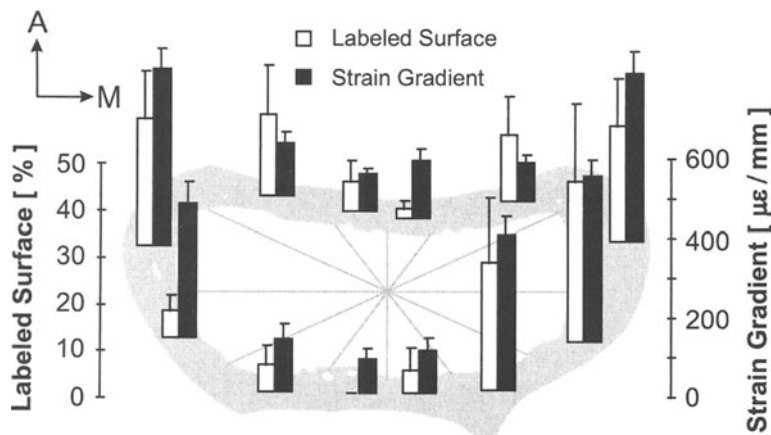 A
M
Labeled Surface
Strain Gradient
Labeled Surface [ % ]
50
40
30
20
10
0
600
400
200
0
Strain Gradient [ με / mm ]